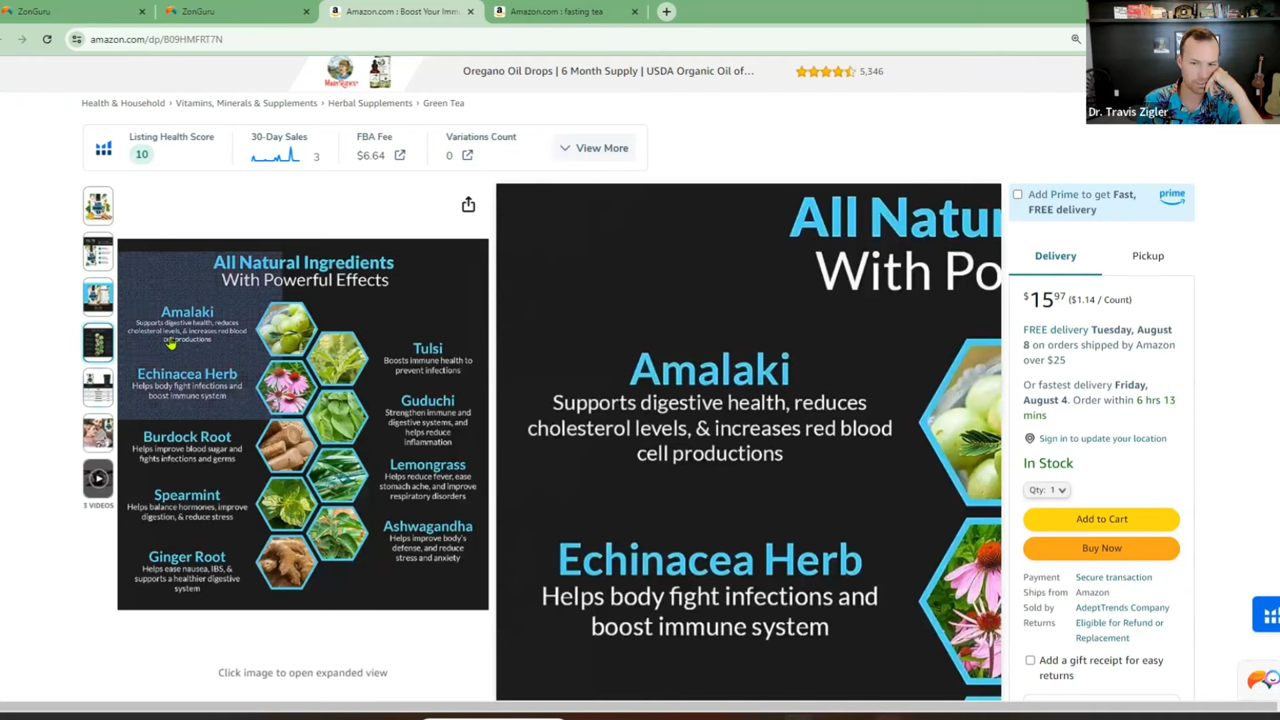 ZonGuru
ZonGuru
Amazon.com : Boost Your Imm
Amazon.com : fasting tea
amazon.com/dp/B09HMFRT7N
Dr. Travis Zigler
Oregano Oil Drops | 6 Month Supply | USDA Organic Oil of...
5,346
Health & Household › Vitamins, Minerals & Supplements › Herbal Supplements › Green Tea
Listing Health Score
10
30-Day Sales
3
FBA Fee
$6.64
Variations Count
0
View More
3 VIDEOS
All Natural Ingredients
With Powerful Effects
Amalaki
Supports digestive health, reduces
cholesterol levels, & increases red blood
cell productions
Echinacea Herb
Helps body fight infections and
boost immune system
Burdock Root
Helps improve blood sugar and
fights infections and germs
Spearmint
Helps balance hormones, improve
digestion, & reduce stress
Ginger Root
Helps ease nausea, IBS, &
supports a healthier digestive
system
Tulsi
Boosts immune health to
prevent infections
Guduchi
Strengthen immune and
digestive systems, and
helps reduce
inflammation
Lemongrass
Helps reduce fever, ease
stomach ache, and improve
respiratory disorders
Ashwagandha
Helps improve body's
defense, and reduce
stress and anxiety
Click image to open expanded view
All Natur
With Po
Amalaki
Supports digestive health, reduces
cholesterol levels, & increases red blood
cell productions
Echinacea Herb
Helps body fight infections and
boost immune system
Add Prime to get Fast,
FREE delivery
prime
Delivery
Pickup
$15.97 ($1.14 / Count)
FREE delivery Tuesday, August
8 on orders shipped by Amazon
over $25
Or fastest delivery Friday,
August 4. Order within 6 hrs 13
mins
Sign in to update your location
In Stock
Qty: 1
Add to Cart
Buy Now
Payment Secure transaction
Ships from Amazon
Sold by AdeptTrends Company
Returns Eligible for Refund or
Replacement
Add a gift receipt for easy
returns